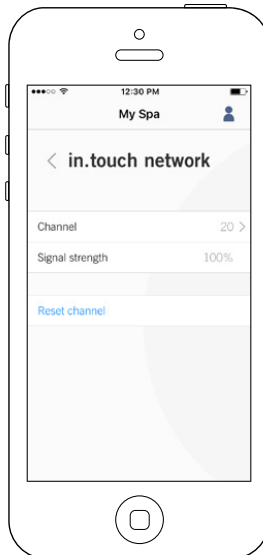 12:30 PM
My Spa
in.touch network
Channel 20
Signal strength 100%
Reset channel